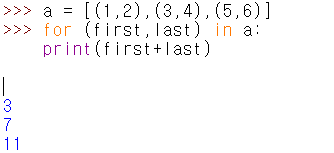 >>> a = [(1,2),(3,4),(5,6)]
>>> for (first,last) in a:
    print(first+last)
3
7
11